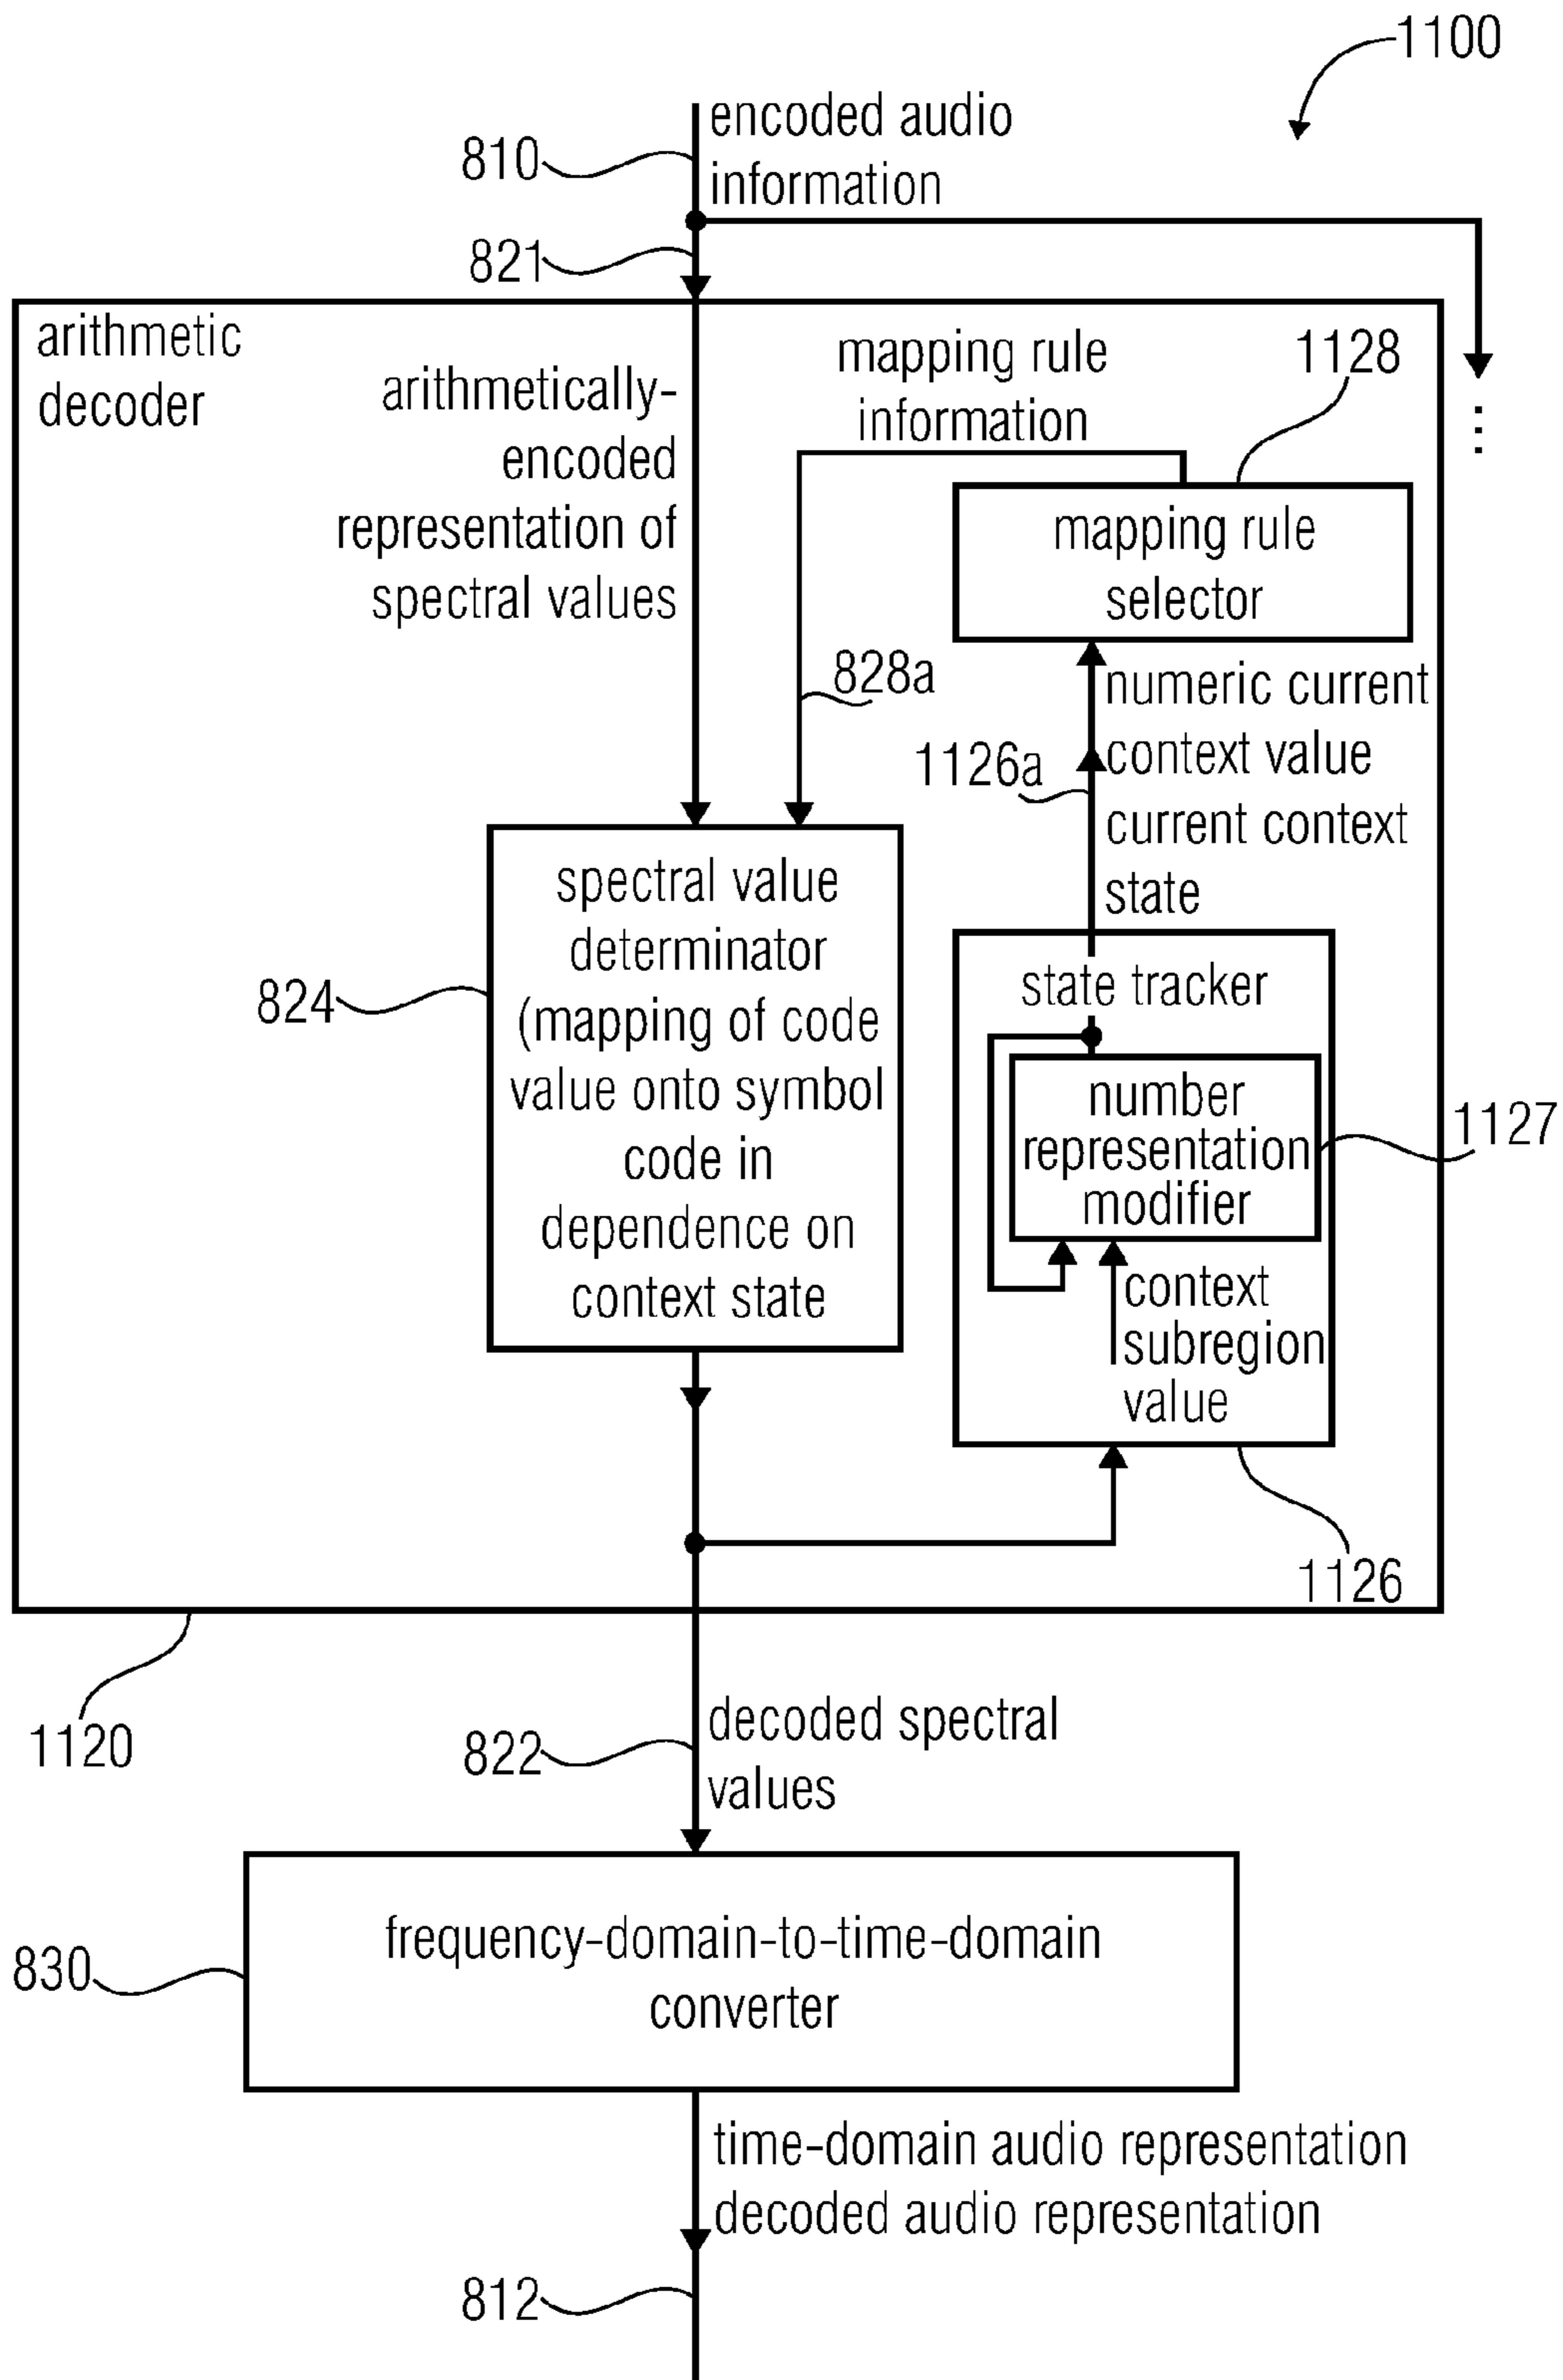 1100
encoded audio
information
810
821
arithmetic
decoder
arithmetically-
encoded
representation of
spectral values
mapping rule
information
1128
mapping rule
selector
828a
numeric current
context value
1126a
current context
state
spectral value
determinator
(mapping of code
value onto symbol
code in
dependence on
context state
824
state tracker
number
representation
modifier
1127
context
subregion
value
1126
1120
822
decoded spectral
values
frequency-domain-to-time-domain
converter
830
time-domain audio representation
decoded audio representation
812